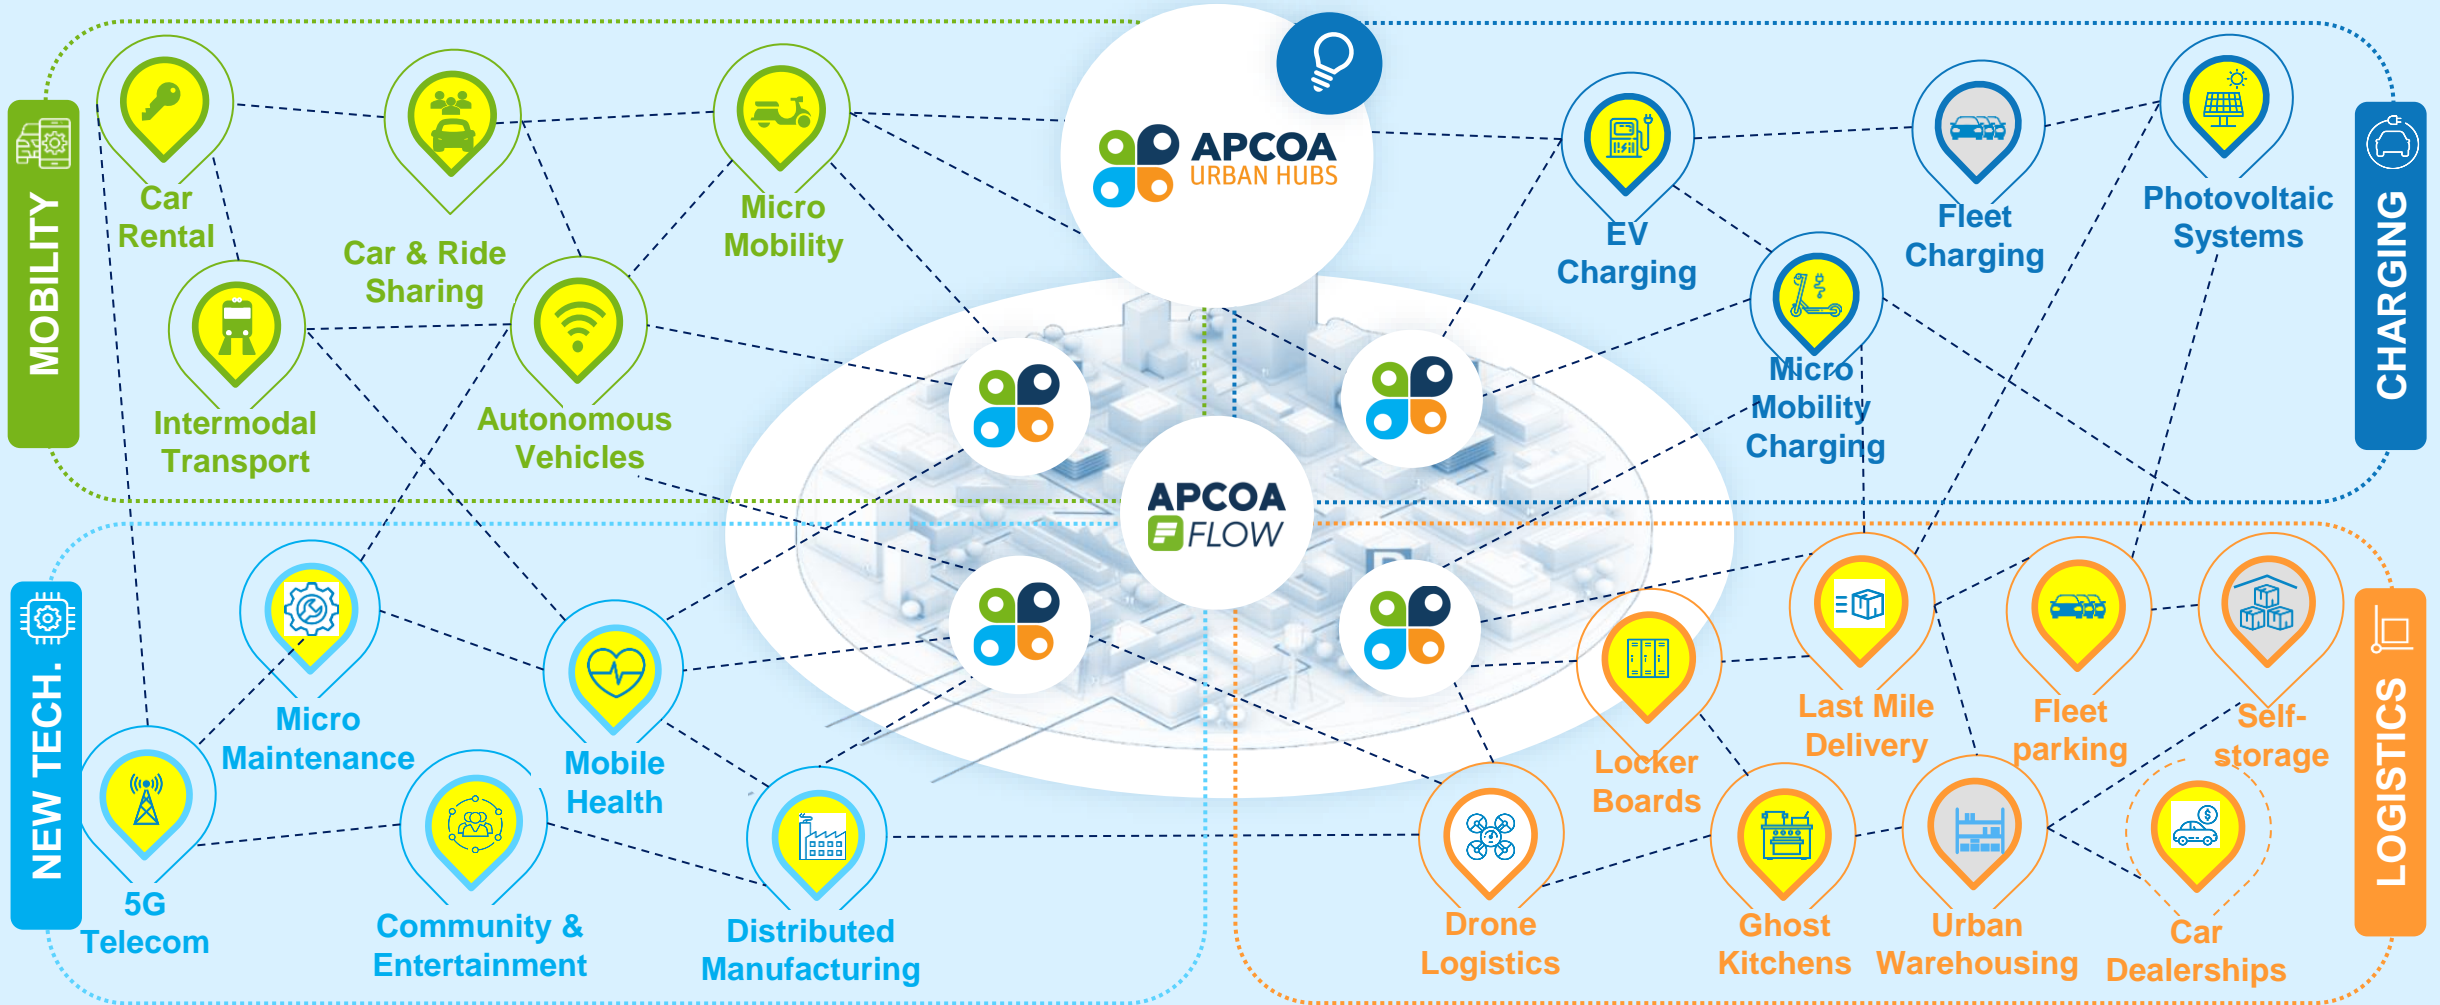 APCOA
URBAN HUBS
MOBILITY
Car
Rental
Car & Ride
Sharing
Micro
Mobility
Intermodal
Transport
Autonomous
Vehicles
CHARGING
EV
Charging
Fleet
Charging
Photovoltaic
Systems
Micro
Mobility
Charging
APCOA
FLOW
NEW TECH.
Micro
Maintenance
Mobile
Health
5G
Telecom
Community &
Entertainment
Distributed
Manufacturing
LOGISTICS
Locker
Boards
Last Mile
Delivery
Fleet
parking
Self-
storage
Drone
Logistics
Ghost
Kitchens
Urban
Warehousing
Car
Dealerships